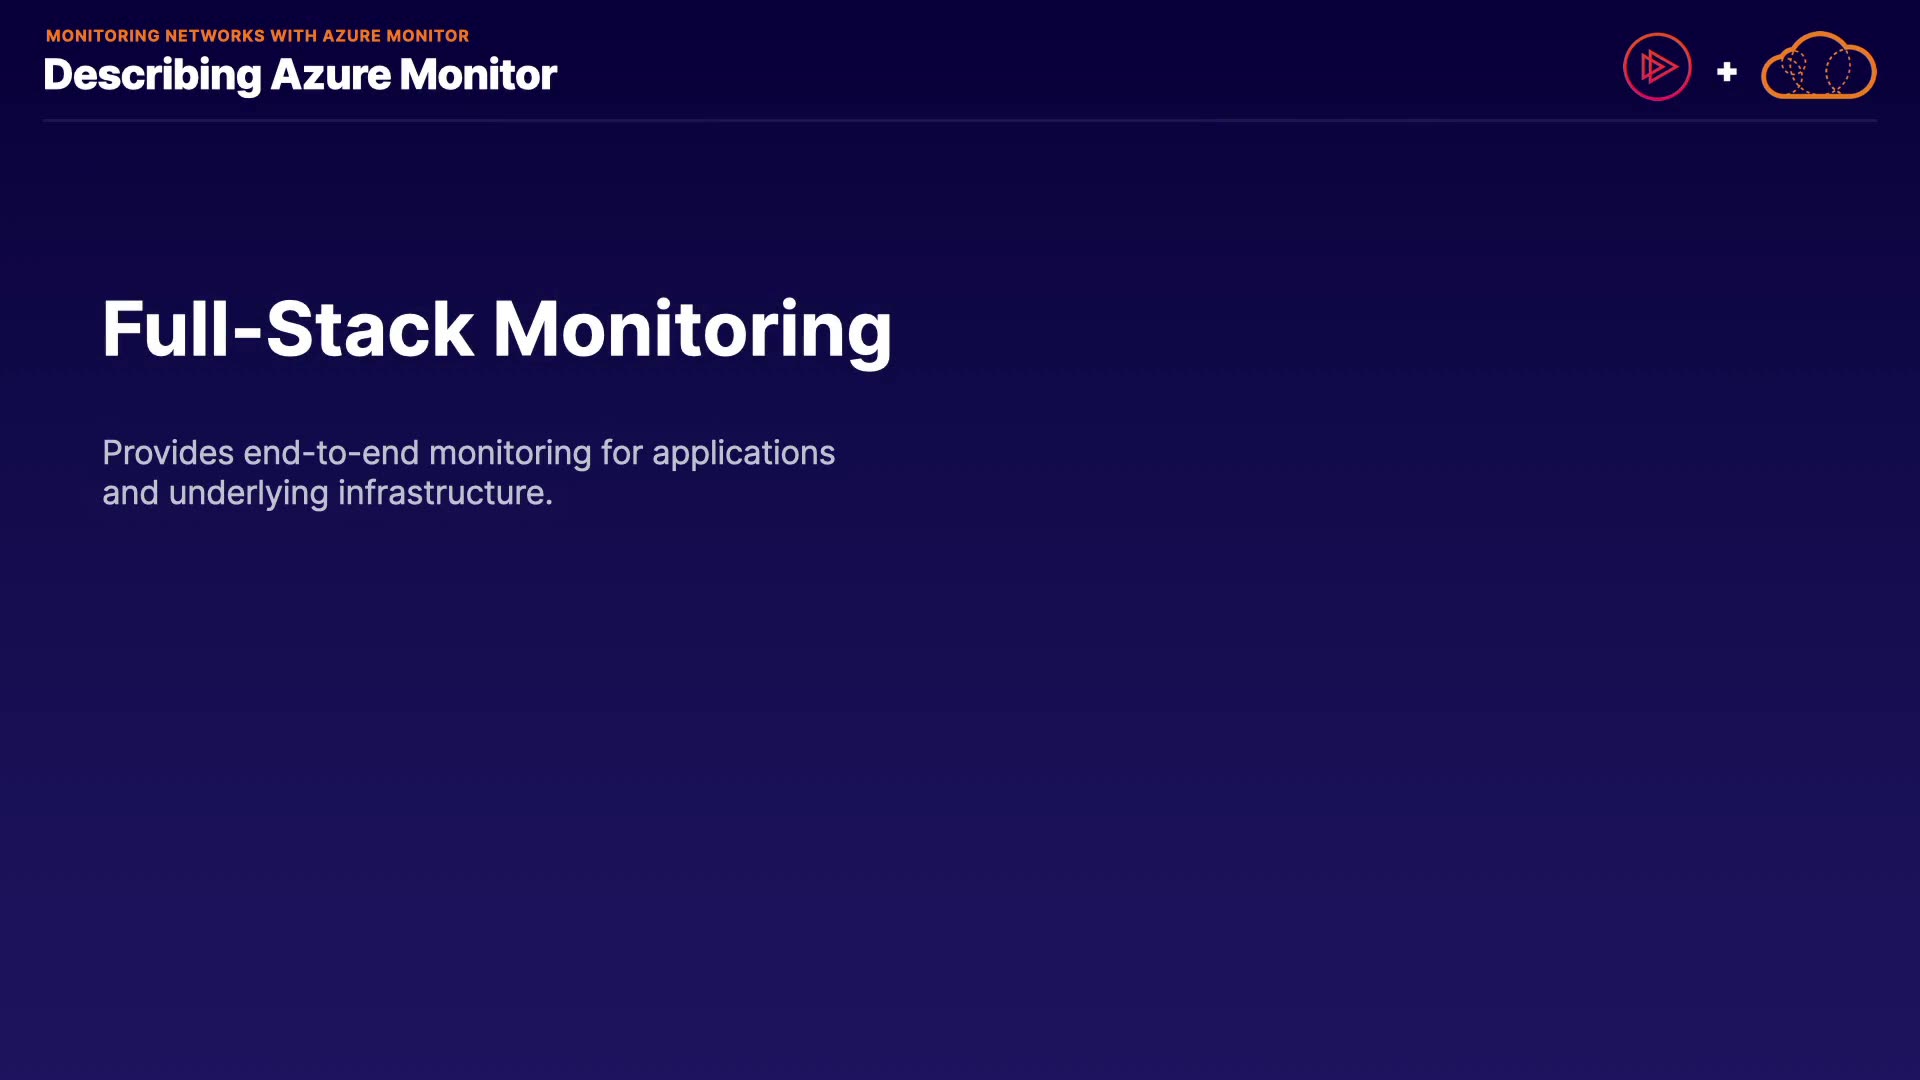 MONITORING NETWORKS WITH AZURE MONITOR
Describing Azure Monitor
Full-Stack Monitoring
Provides end-to-end monitoring for applications
and underlying infrastructure.